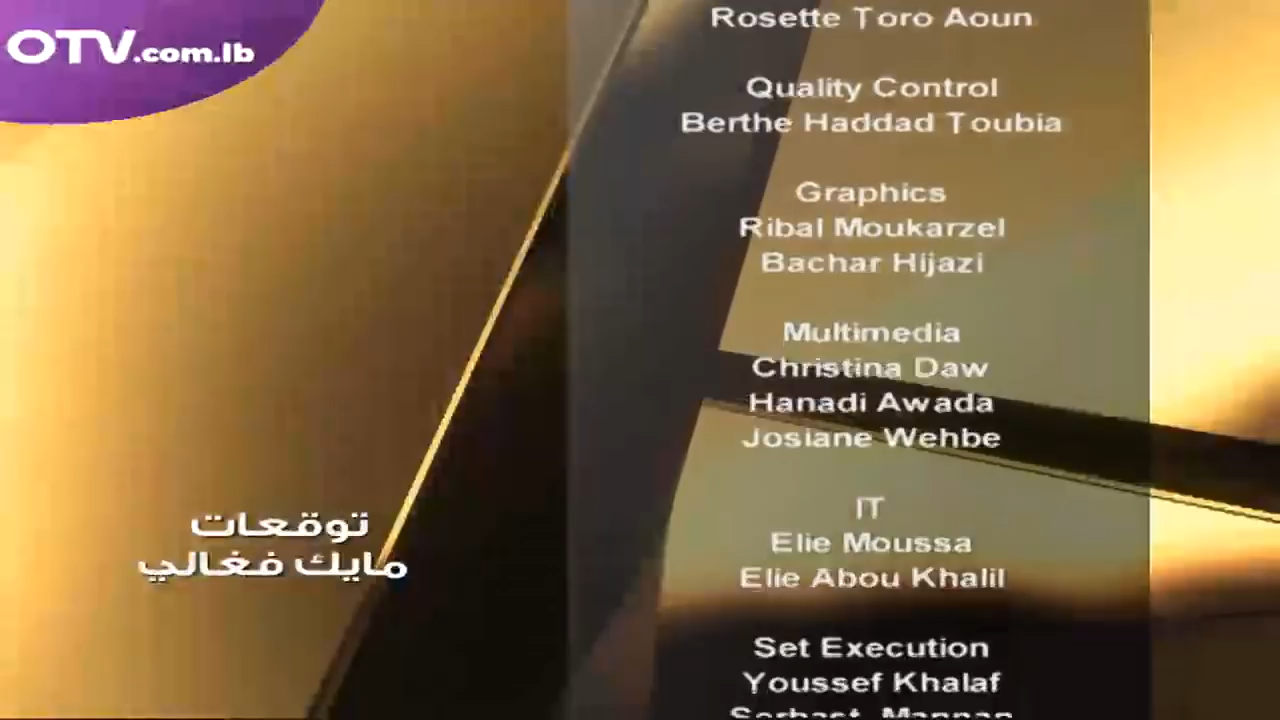 OTV.com.lb
Rosette Toro Aoun
Quality Control
Berthe Haddad Toubia
Graphics
Ribal Moukarzel
Bachar Hijazi
Multimedia
Christina Daw
Hanadi Awada
Josiane Wehbe
IT
Elie Moussa
Elie Abou Khalil
Set Execution
Youssef Khalaf
توقعات
مايك فغالي